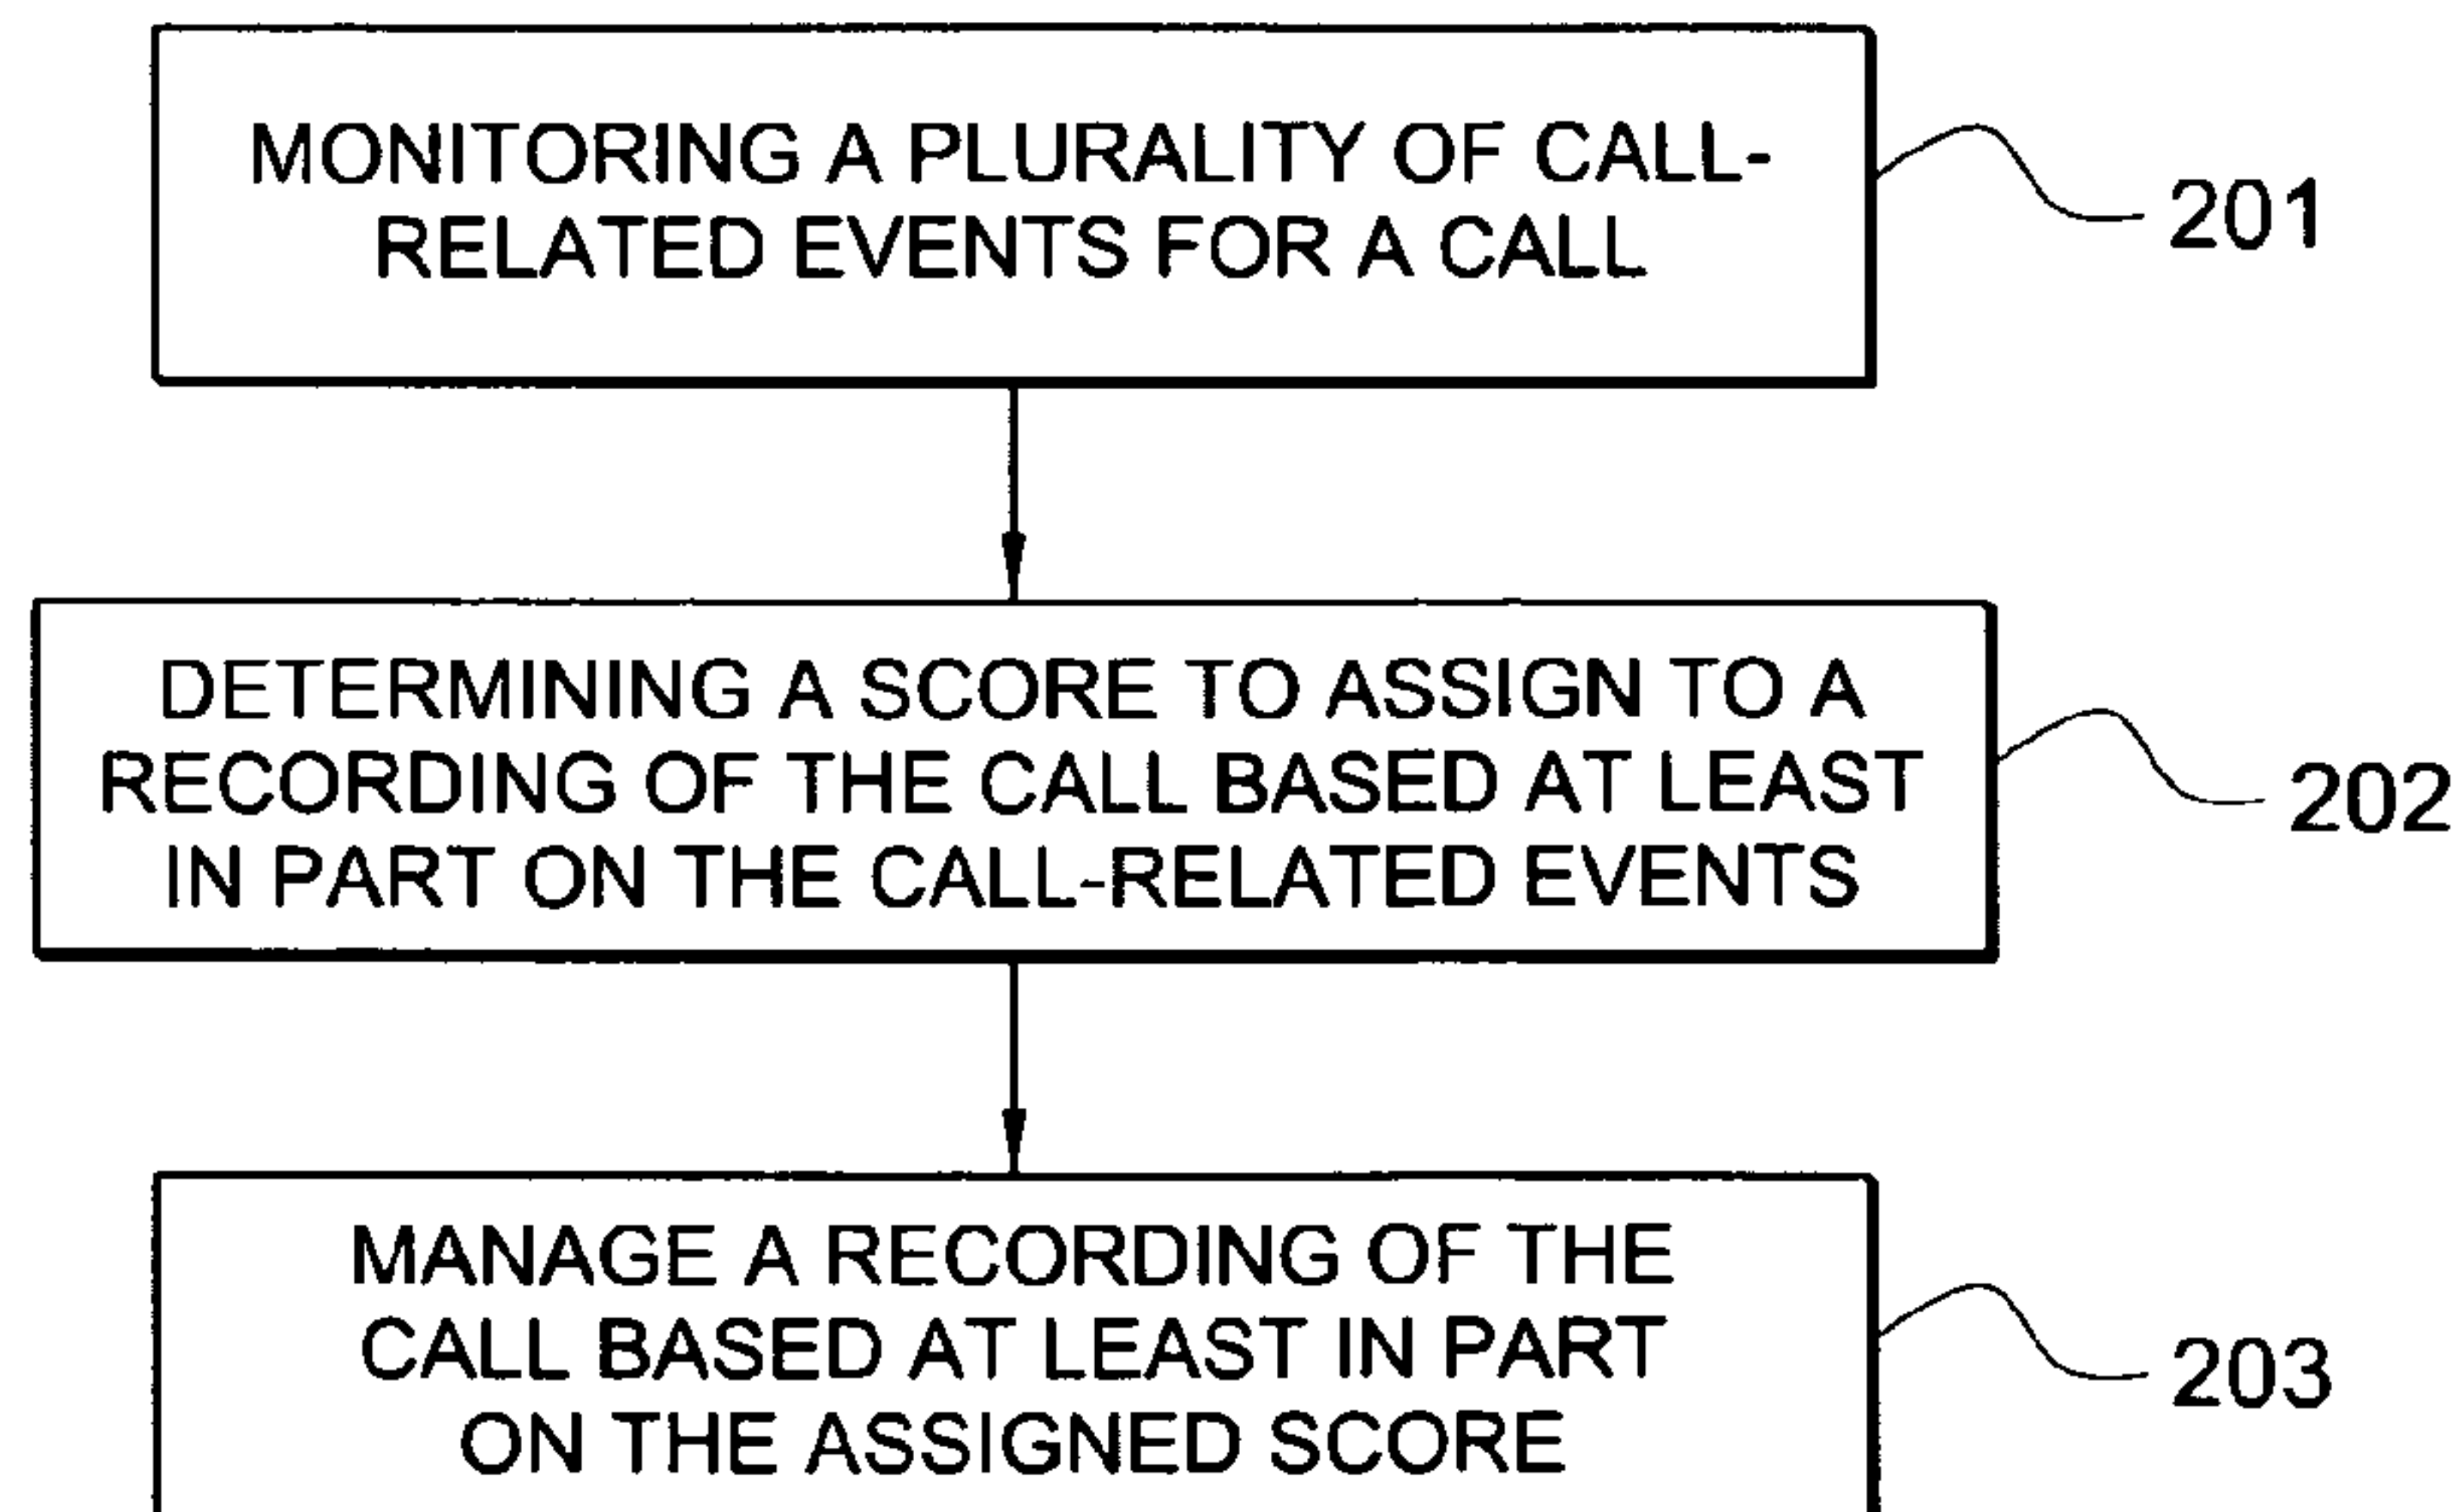 MONITORING A PLURALITY OF CALL-
RELATED EVENTS FOR A CALL
201
DETERMINING A SCORE TO ASSIGN TO A
RECORDING OF THE CALL BASED AT LEAST
IN PART ON THE CALL-RELATED EVENTS
202
MANAGE A RECORDING OF THE
CALL BASED AT LEAST IN PART
ON THE ASSIGNED SCORE
203